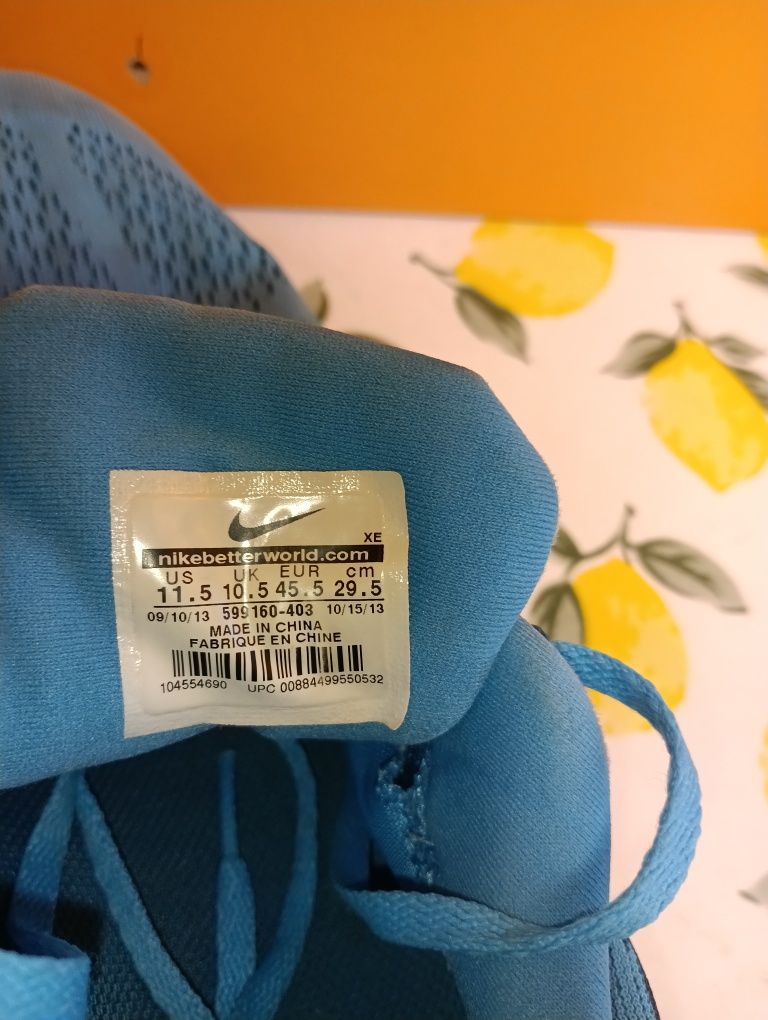 XE
nikebetterworld.com
US UK EUR cm
11.5 10.5 45.5 29.5
09/10/13 599160-403 10/15/13
MADE IN CHINA
FABRIQUE EN CHINE
104554690 UPC 00884499550532